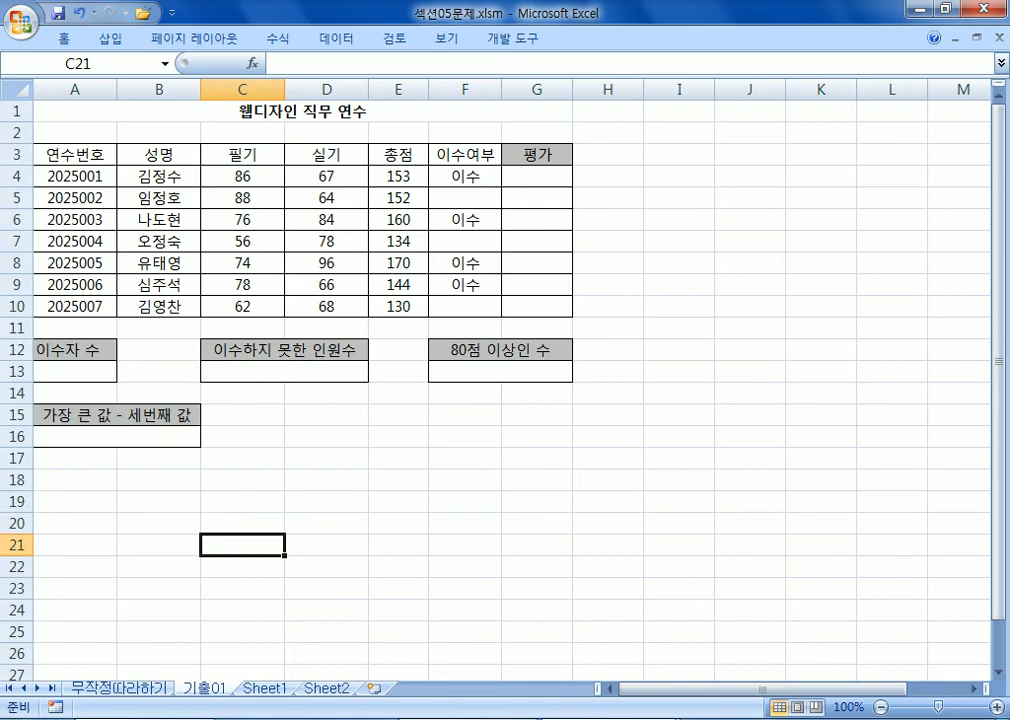 섹션05문제.xlsm - Microsoft Excel
홈 삽입 페이지 레이아웃 수식 데이터 검토 보기 개발 도구
C21 fx
A B C D E F G H I J K L M
1 웹디자인 직무 연수
2
3 연수번호 성명 필기 실기 총점 이수여부 평가
4 2025001 김정수 86 67 153 이수
5 2025002 임정호 88 64 152
6 2025003 나도현 76 84 160 이수
7 2025004 오정숙 56 78 134
8 2025005 유태영 74 96 170 이수
9 2025006 심주석 78 66 144 이수
10 2025007 김영찬 62 68 130
11
12 이수자 수 이수하지 못한 인원수 80점 이상인 수
13
14
15 가장 큰 값 - 세번째 값
16
17
18
19
20
21
22
23
24
25
26
27
무작정따라하기 기출01 Sheet1 Sheet2
준비 100%